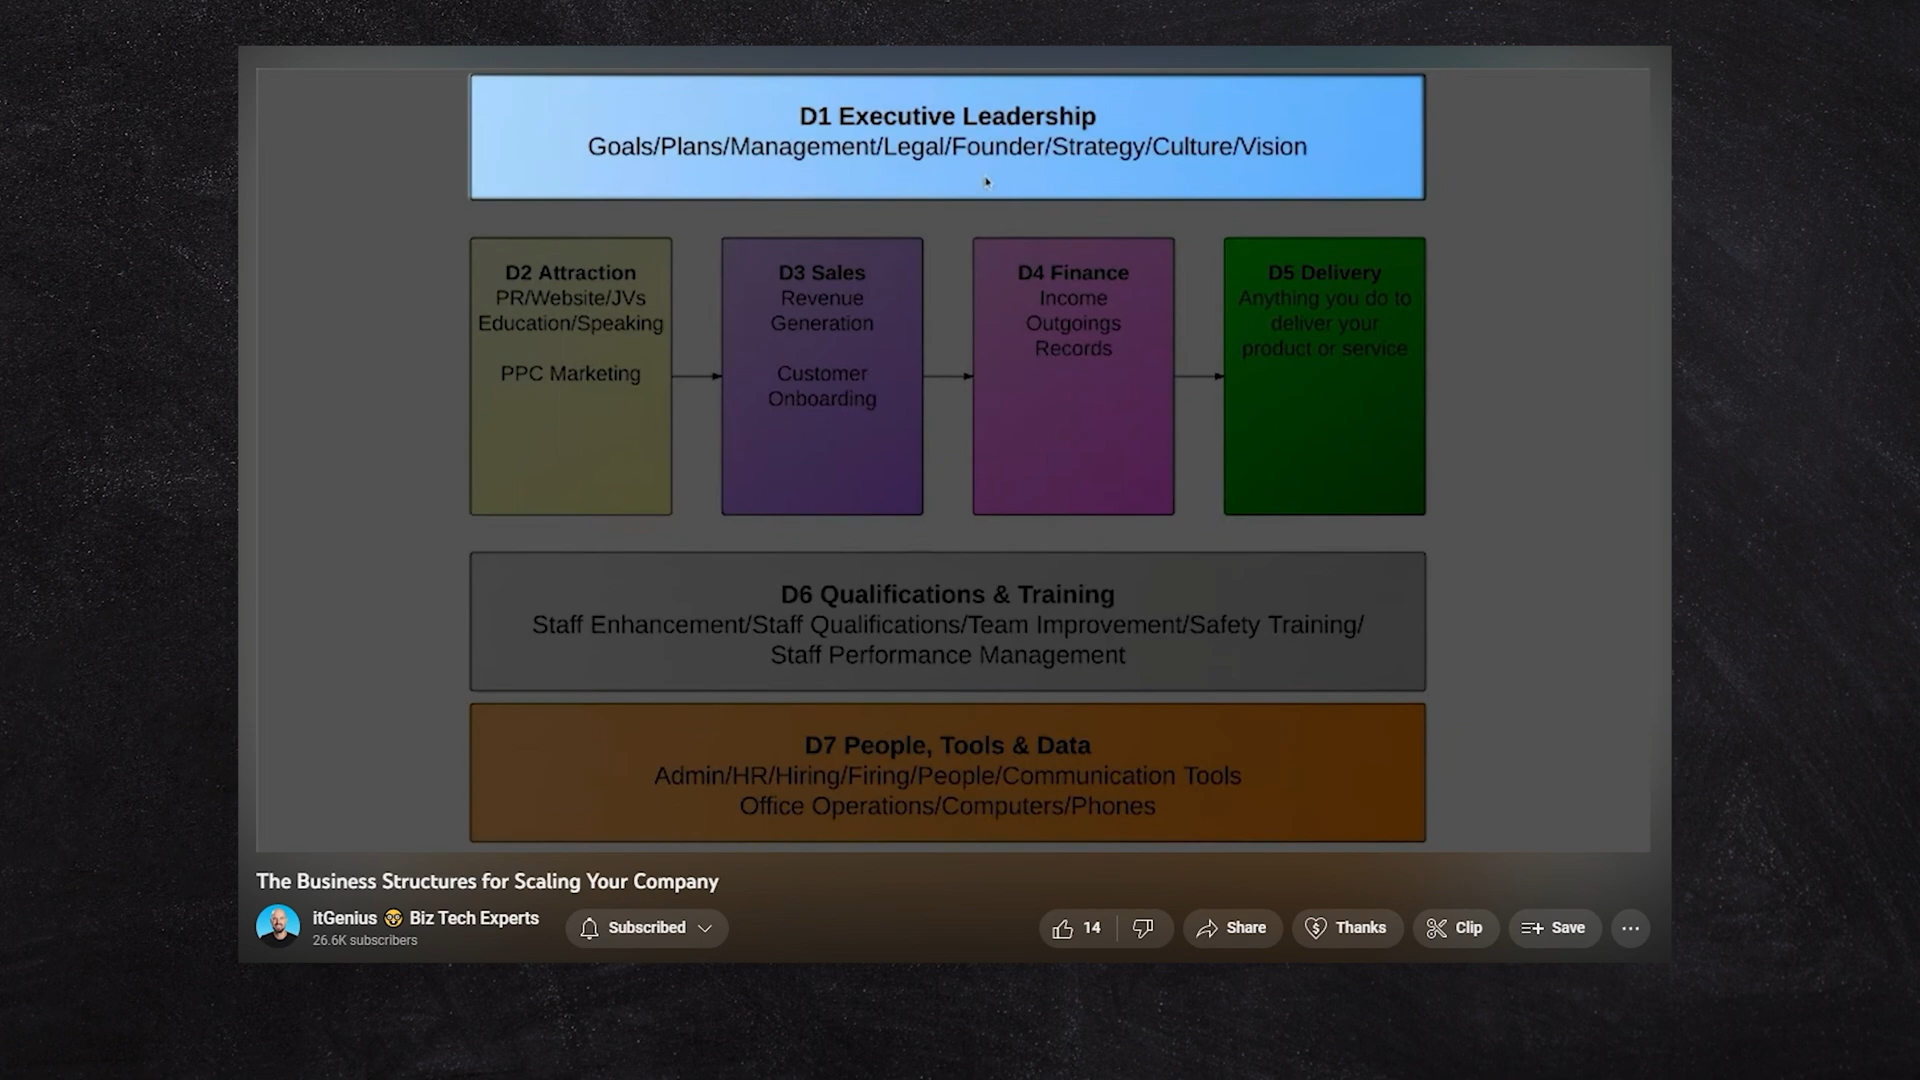 D1 Executive Leadership
Goals/Plans/Management/Legal/Founder/Strategy/Culture/Vision
D2 Attraction
PR/Website/JVs
Education/Speaking
PPC Marketing
D3 Sales
Revenue
Generation
Customer
Onboarding
D4 Finance
Income
Outgoings
Records
D5 Delivery
Anything you do to
deliver your
product or service
D6 Qualifications & Training
Staff Enhancement/Staff Qualifications/Team Improvement/Safety Training/
Staff Performance Management
D7 People, Tools & Data
Admin/HR/Hiring/Firing/People/Communication Tools
Office Operations/Computers/Phones
The Business Structures for Scaling Your Company
itGenius 🤓 Biz Tech Experts
26.6K subscribers
Subscribed
14
Share
Thanks
Clip
Save